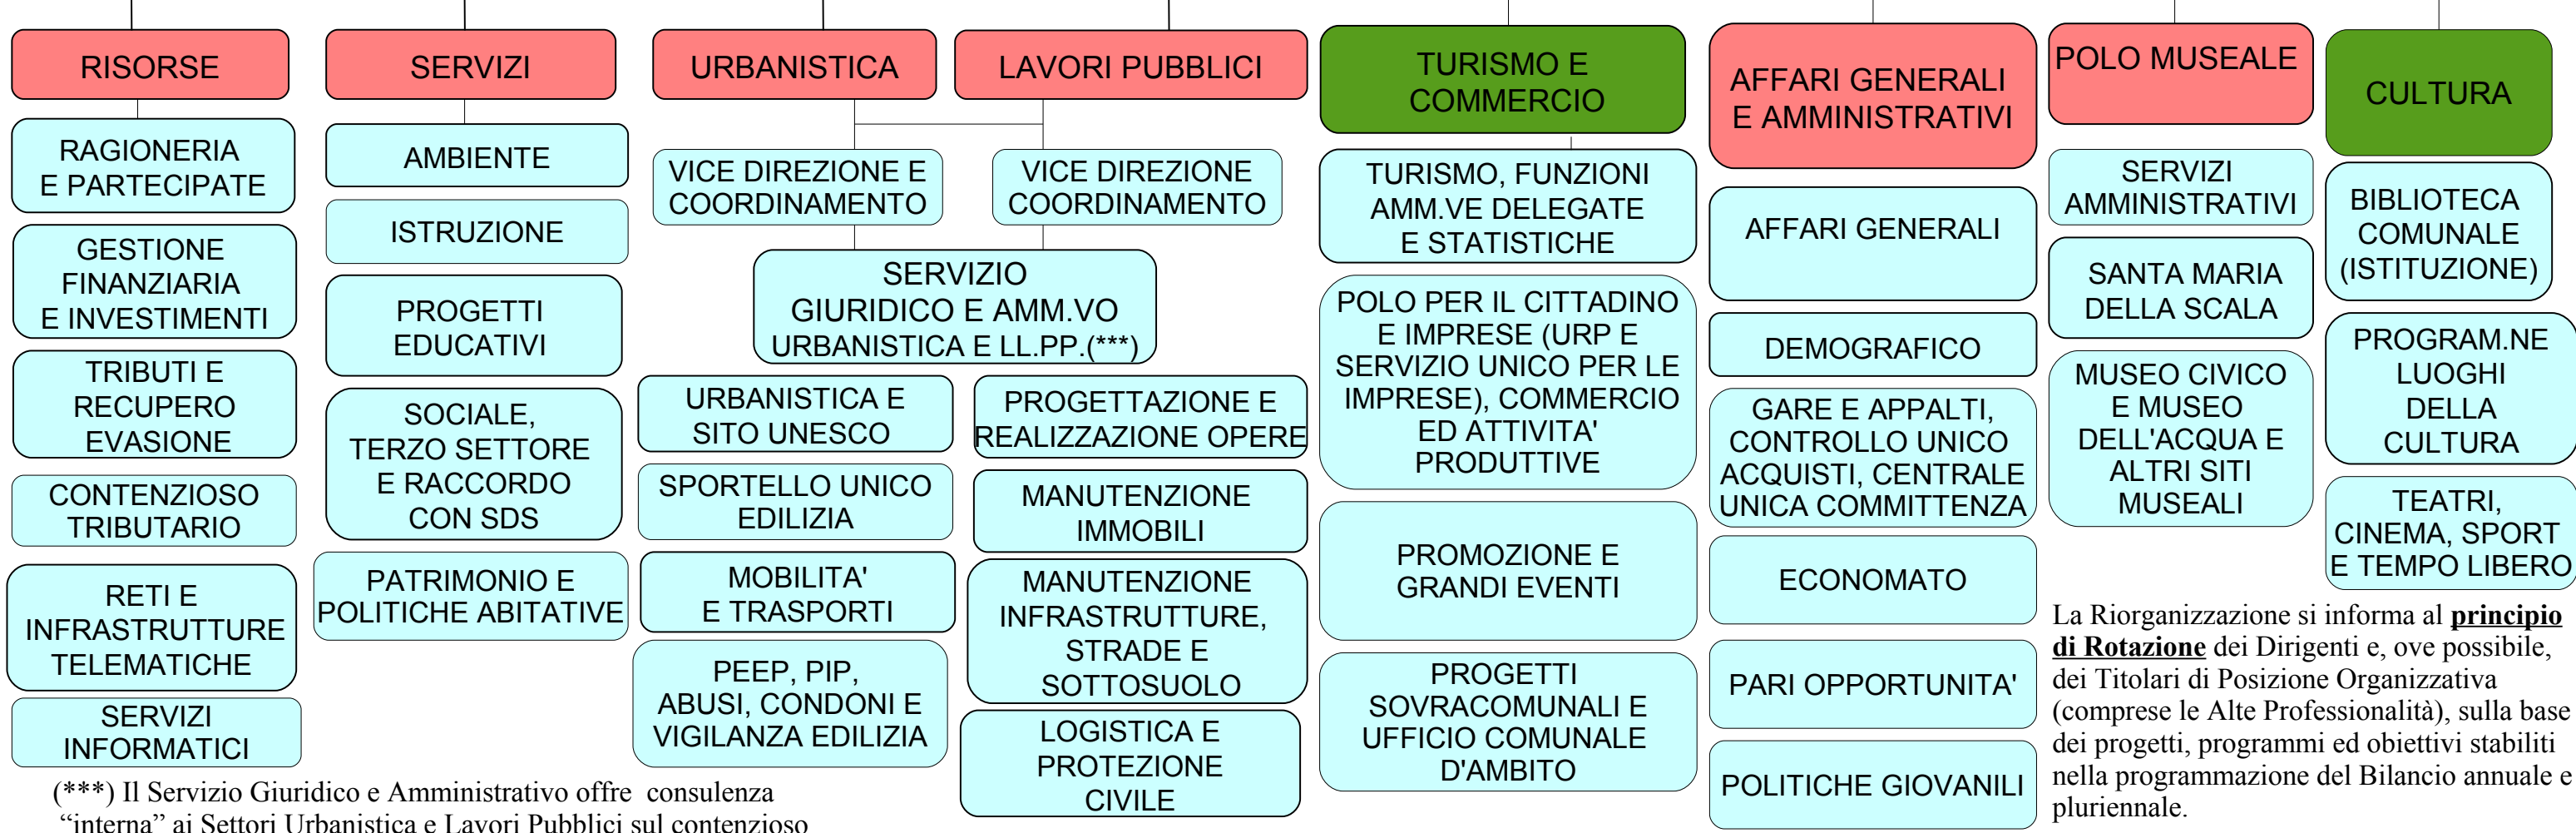 RISORSE
RAGIONERIA
E PARTECIPATE
GESTIONE
FINANZIARIA
E INVESTIMENTI
TRIBUTI E
RECUPERO
EVASIONE
CONTENZIOSO
TRIBUTARIO
RETI E
INFRASTRUTTURE
TELEMATICHE
SERVIZI
INFORMATICI
SERVIZI
AMBIENTE
ISTRUZIONE
PROGETTI
EDUCATIVI
SOCIALE,
TERZO SETTORE
E RACCORDO
CON SDS
PATRIMONIO E
POLITICHE ABITATIVE
URBANISTICA
LAVORI PUBBLICI
VICE DIREZIONE E
COORDINAMENTO
VICE DIREZIONE
COORDINAMENTO
SERVIZIO
GIURIDICO E AMM.VO
URBANISTICA E LL.PP.(***)
URBANISTICA E
SITO UNESCO
SPORTELLO UNICO
EDILIZIA
MOBILITA'
E TRASPORTI
PEEP, PIP,
ABUSI, CONDONI E
VIGILANZA EDILIZIA
PROGETTAZIONE E
REALIZZAZIONE OPERE
MANUTENZIONE
IMMOBILI
MANUTENZIONE
INFRASTRUTTURE,
STRADE E
SOTTOSUOLO
LOGISTICA E
PROTEZIONE
CIVILE
TURISMO E
COMMERCIO
TURISMO, FUNZIONI
AMM.VE DELEGATE
E STATISTICHE
POLO PER IL CITTADINO
E IMPRESE (URP E
SERVIZIO UNICO PER LE
IMPRESE), COMMERCIO
ED ATTIVITA'
PRODUTTIVE
PROMOZIONE E
GRANDI EVENTI
PROGETTI
SOVRACOMUNALI E
UFFICIO COMUNALE
D'AMBITO
AFFARI GENERALI
E AMMINISTRATIVI
AFFARI GENERALI
DEMOGRAFICO
GARE E APPALTI,
CONTROLLO UNICO
ACQUISTI, CENTRALE
UNICA COMMITTENZA
ECONOMATO
PARI OPPORTUNITA'
POLITICHE GIOVANILI
POLO MUSEALE
SERVIZI
AMMINISTRATIVI
SANTA MARIA
DELLA SCALA
MUSEO CIVICO
E MUSEO
DELL'ACQUA E
ALTRI SITI
MUSEALI
CULTURA
BIBLIOTECA
COMUNALE
(ISTITUZIONE)
PROGRAM.NE
LUOGHI
DELLA
CULTURA
TEATRI,
CINEMA, SPORT
E TEMPO LIBERO
La Riorganizzazione si informa al principio
di Rotazione dei Dirigenti e, ove possibile,
dei Titolari di Posizione Organizzativa
(comprese le Alte Professionalità), sulla base
dei progetti, programmi ed obiettivi stabiliti
nella programmazione del Bilancio annuale e
pluriennale.
(***) Il Servizio Giuridico e Amministrativo offre consulenza
“interna” ai Settori Urbanistica e Lavori Pubblici sul contenzioso